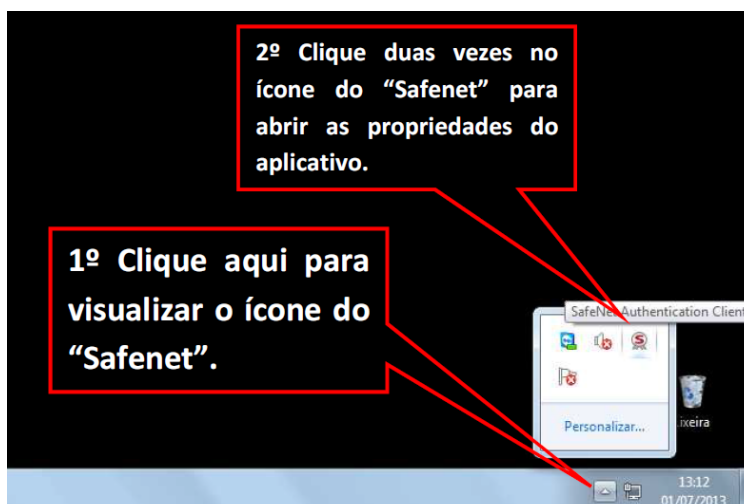 2º Clique duas vezes no
ícone do “Safenet” para
abrir as propriedades do
aplicativo.
1º Clique aqui para
visualizar o ícone do
“Safenet”.
SafeNet Authentication Client
Personalizar...
ixeira
13:12
01/07/2013